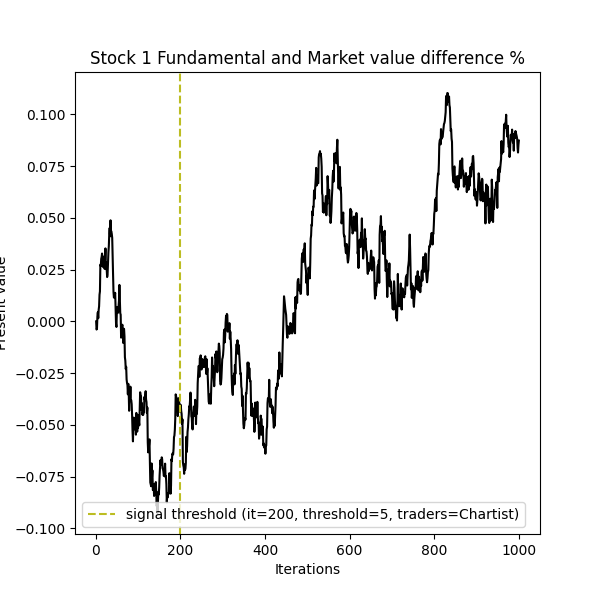 Stock 1 Fundamental and Market value difference %
0.100
0.075
0.050
0.025
0.000
−0.025
−0.050
−0.075
−0.100
Present value
signal threshold (it=200, threshold=5, traders=Chartist)
0 200 400 600 800 1000
Iterations